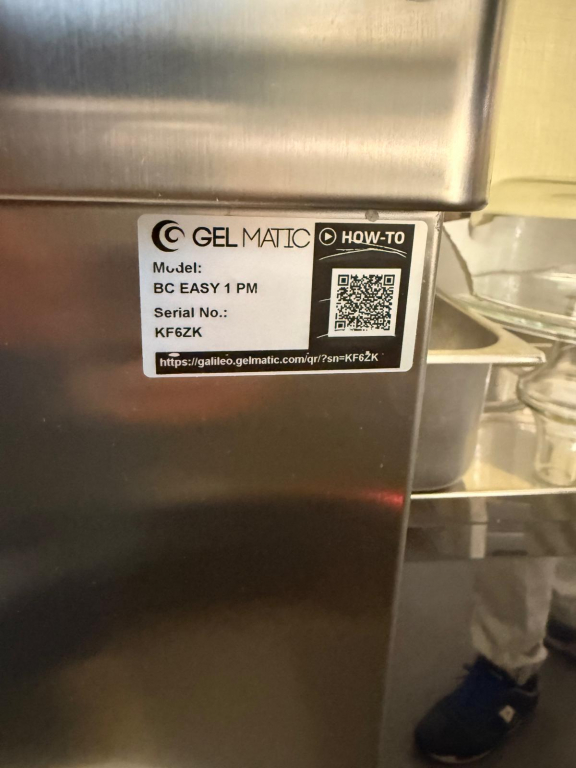 GEL MATIC
HOW-TO
Model:
BC EASY 1 PM
Serial No.:
KF6ZK
https://galileo.gelmatic.com/qr/?sn=KF6ZK